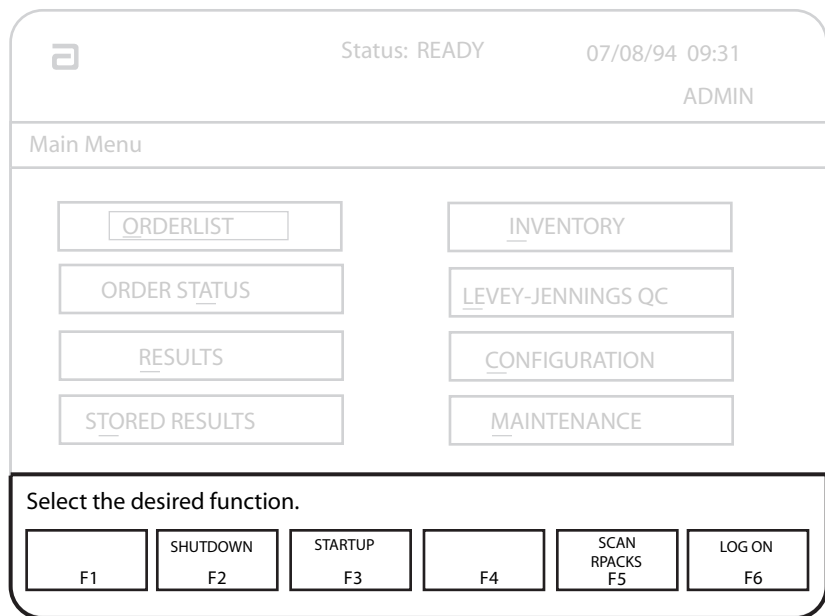 a Status: READY 07/08/94 09:31
ADMIN
Main Menu
ORDERLIST INVENTORY
ORDER STATUS LEVEY-JENNINGS QC
RESULTS CONFIGURATION
STORED RESULTS MAINTENANCE
Select the desired function.
SHUTDOWN STARTUP SCAN RPACKS LOG ON
F1 F2 F3 F4 F5 F6